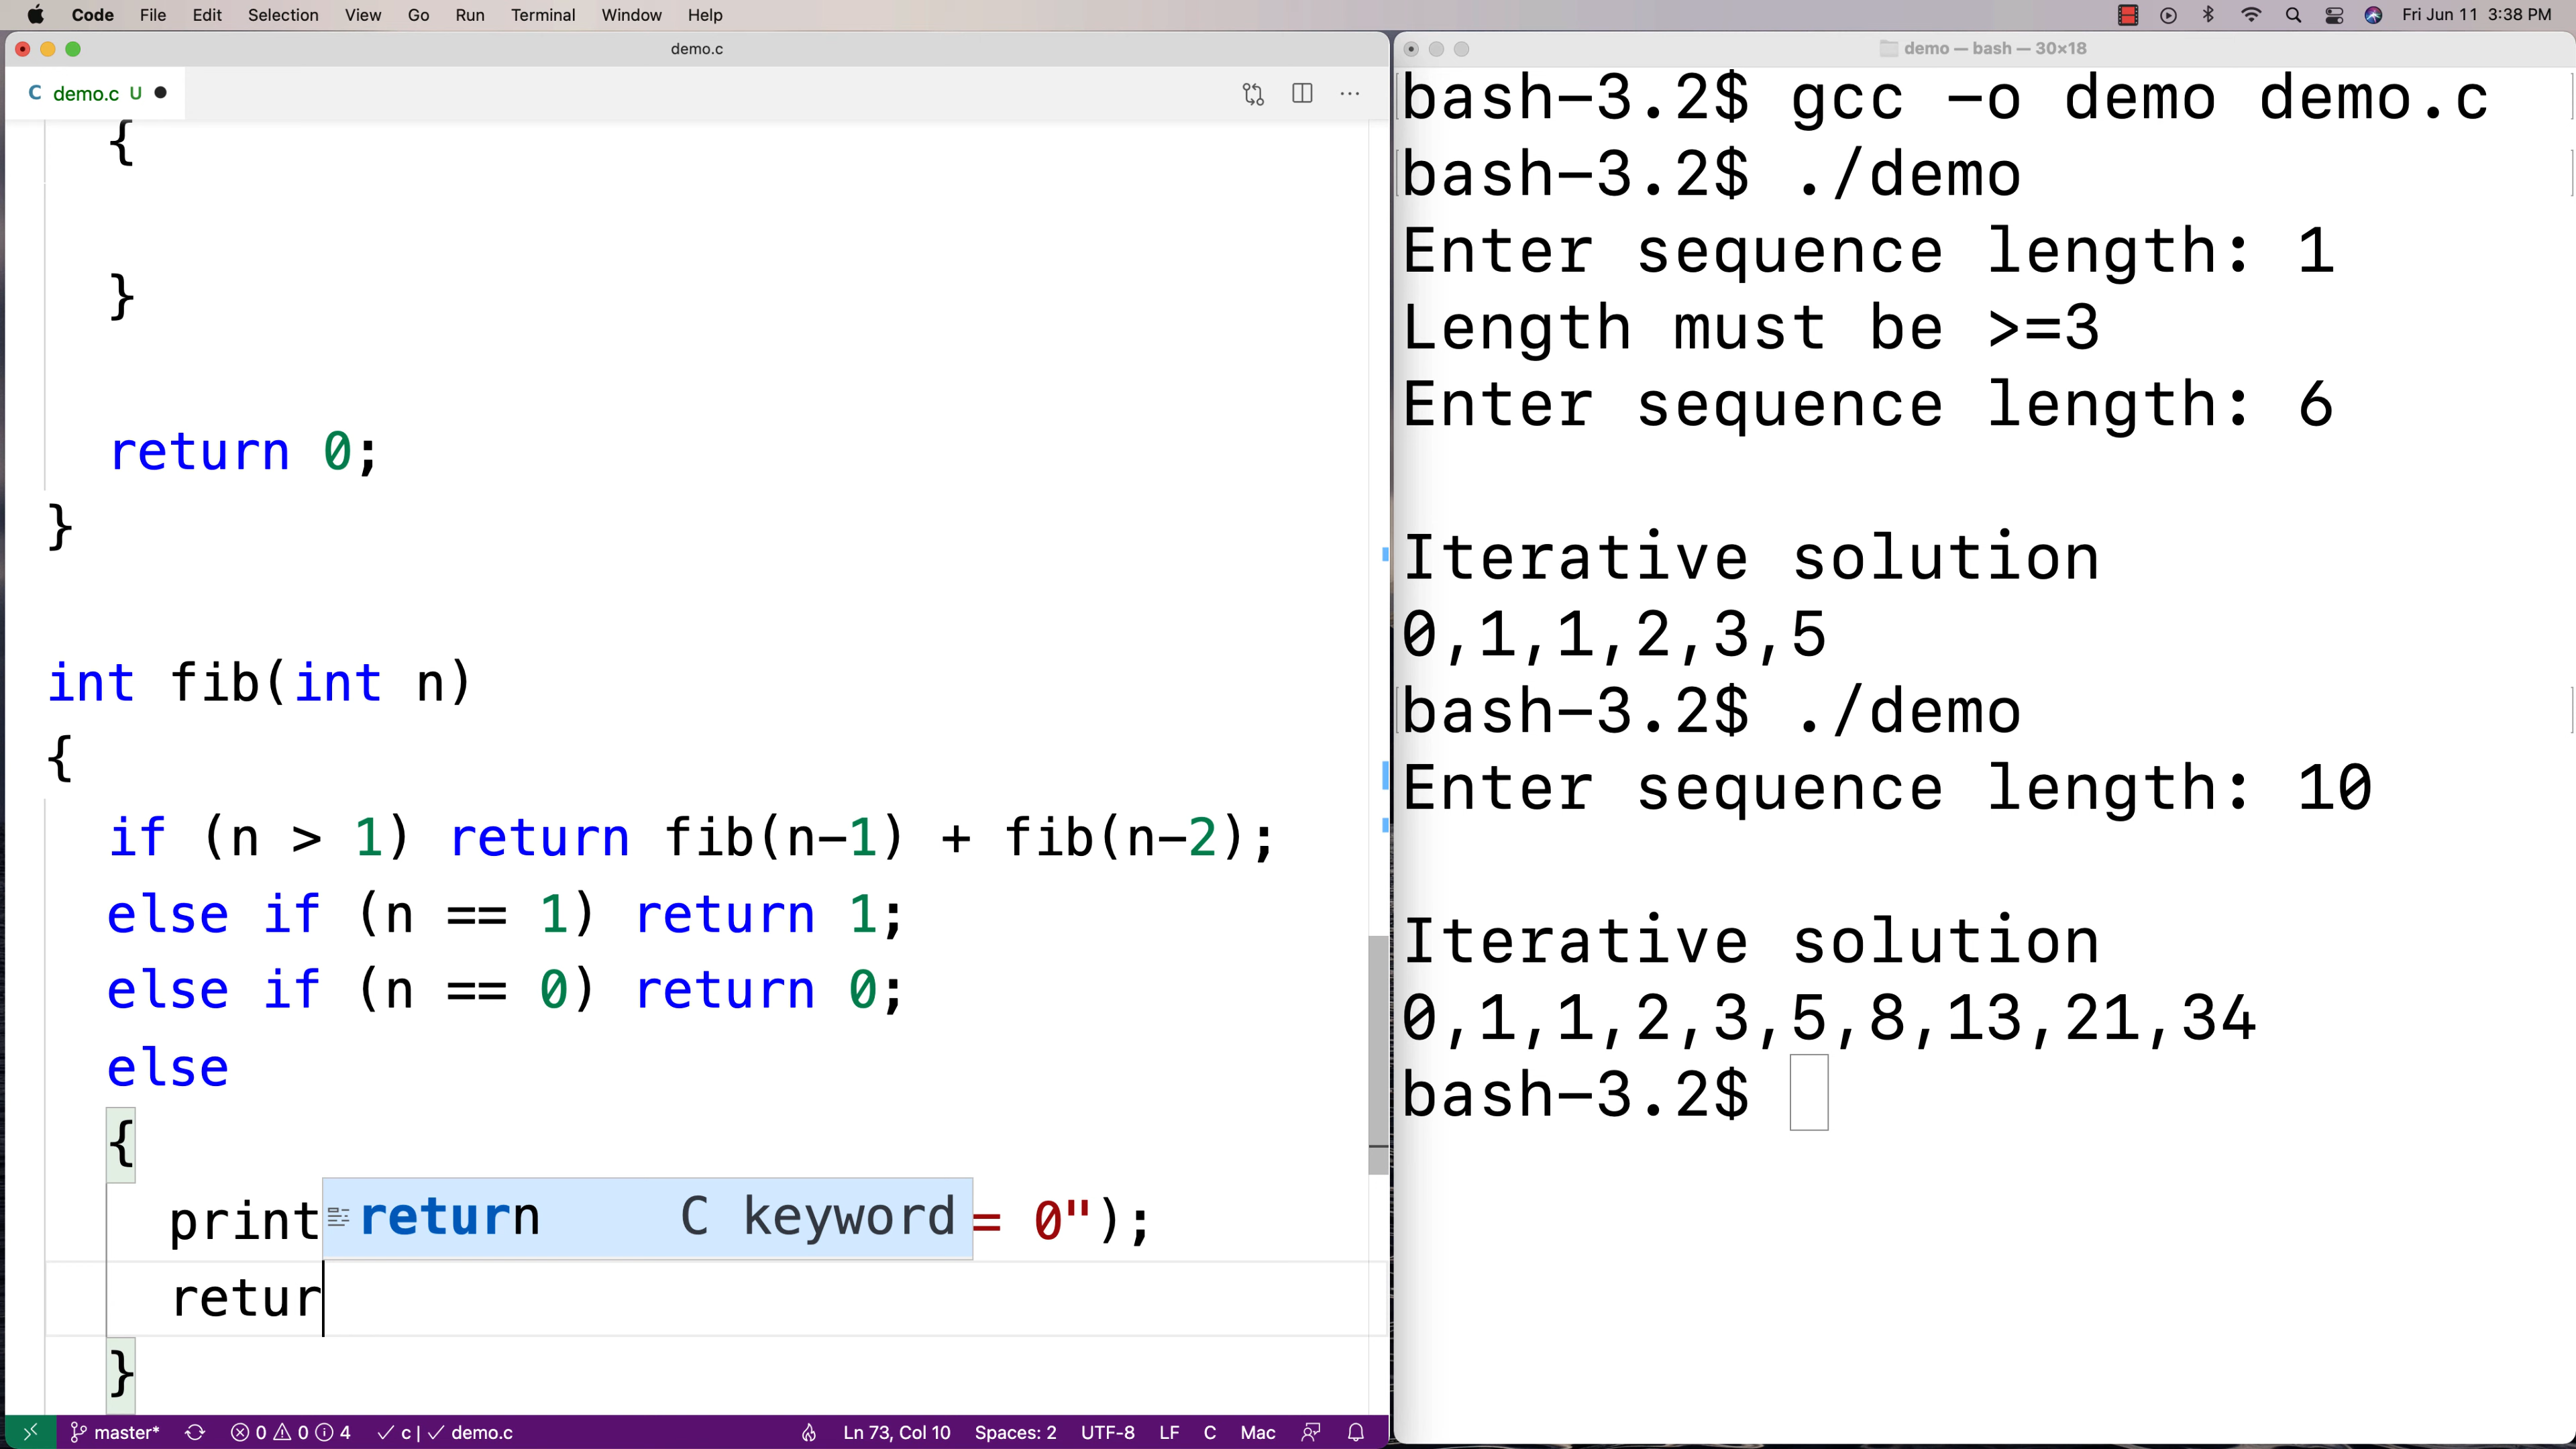 Code File Edit Selection View Go Run Terminal Window Help Fri Jun 11 3:38 PM
demo.c
C demo.c U
{
}
return 0;
}
int fib(int n)
{
if (n > 1) return fib(n-1) + fib(n-2);
else if (n == 1) return 1;
else if (n == 0) return 0;
else
{
print
return C keyword
= 0");
retur
}
master* 0 0 4 c | demo.c Ln 73, Col 10 Spaces: 2 UTF-8 LF C Mac
demo — bash — 30×18
bash-3.2$ gcc -o demo demo.c
bash-3.2$ ./demo
Enter sequence length: 1
Length must be >=3
Enter sequence length: 6
Iterative solution
0,1,1,2,3,5
bash-3.2$ ./demo
Enter sequence length: 10
Iterative solution
0,1,1,2,3,5,8,13,21,34
bash-3.2$